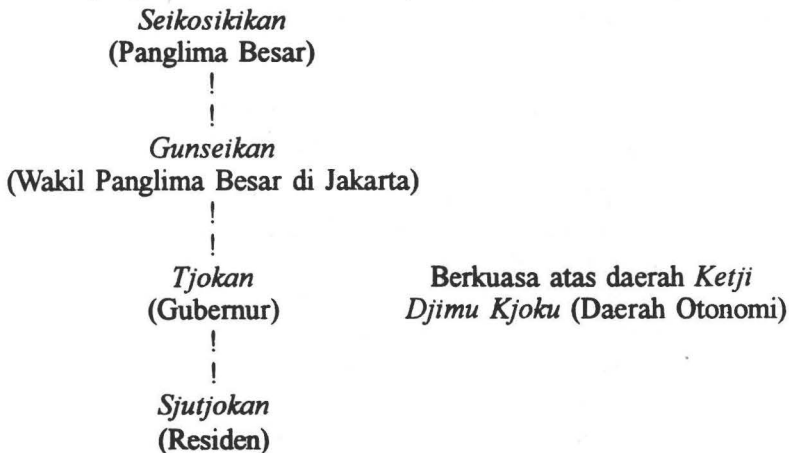 Seikosikikan
(Panglima Besar)
!
!
Gunseikan
(Wakil Panglima Besar di Jakarta)
!
!
Tjokan
(Gubernur)
Berkuasa atas daerah Ketji
Djimu Kjoku (Daerah Otonomi)
!
!
Sjutjokan
(Residen)